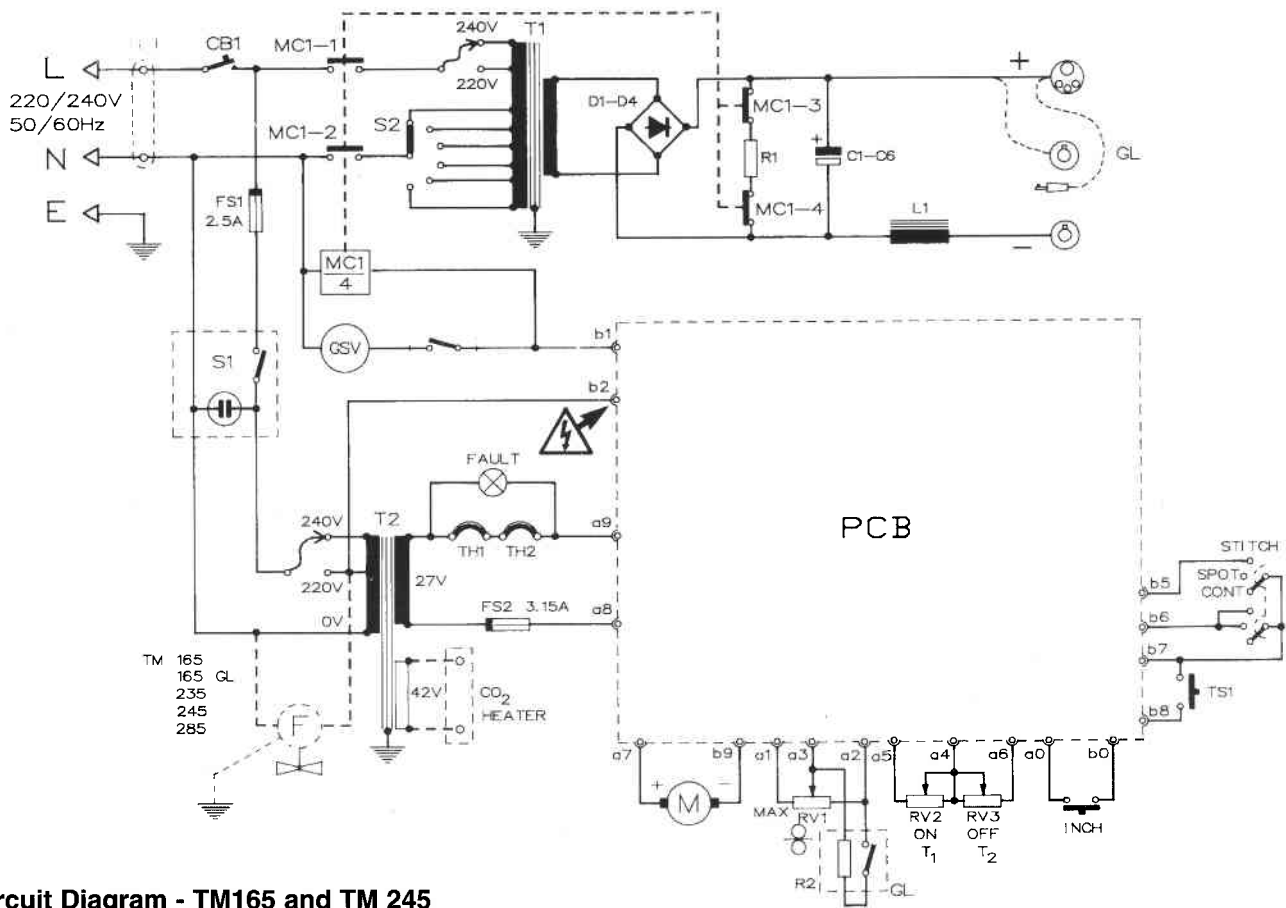 240V
T1
CB1
MC1-1
L
220V
D1-D4
+
220/240V
50/60Hz
S2
MC1-3
MC1-2
+
R1
C1-C6
GL
N
FS1
2.5A
MC1-4
L1
E
-
MC1
4
b1
GSV
S1
b2
FAULT
240V
T2
a9
TH1
TH2
PCB
STITCH
220V
27V
SPOT
CONT
b5
FS2 3.15A
a8
0V
b6
b7
TM 165
165 GL
235
245
285
42V
CO2
HEATER
TS1
b8
F
a7
b9
a1
a3
a2
a5
a4
a6
a0
b0
+
M
-
MAX
RV1
RV2
ON
T1
RV3
OFF
T2
INCH
R2
GL
rcuit Diagram - TM165 and TM 245